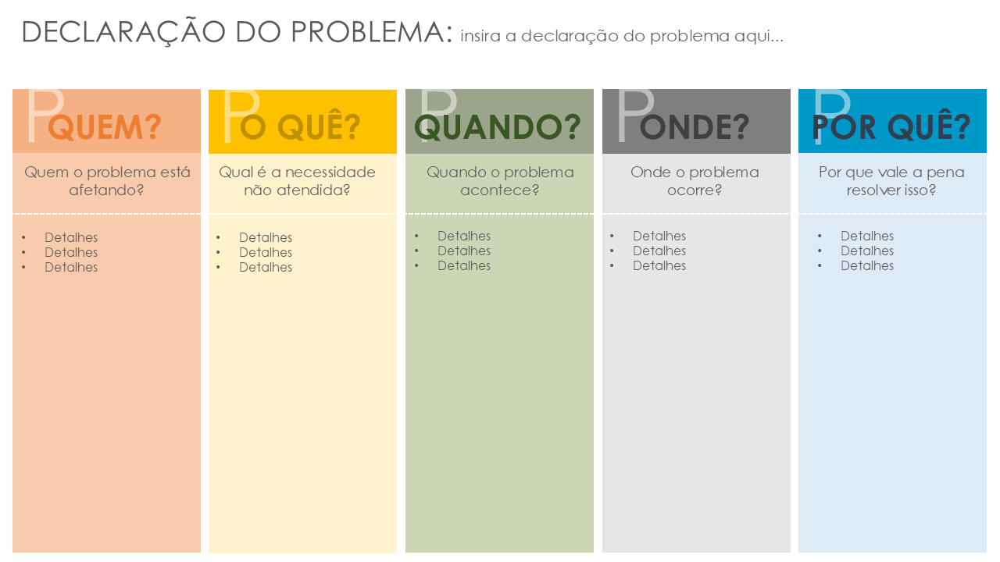 DECLARAÇÃO DO PROBLEMA: insira a declaração do problema aqui...
P
QUEM?
Quem o problema está
afetando?
• Detalhes
• Detalhes
• Detalhes
P
O QUÊ?
Qual é a necessidade
não atendida?
• Detalhes
• Detalhes
• Detalhes
P
QUANDO?
Quando o problema
acontece?
• Detalhes
• Detalhes
• Detalhes
P
ONDE?
Onde o problema
ocorre?
• Detalhes
• Detalhes
• Detalhes
P
POR QUÊ?
Por que vale a pena
resolver isso?
• Detalhes
• Detalhes
• Detalhes